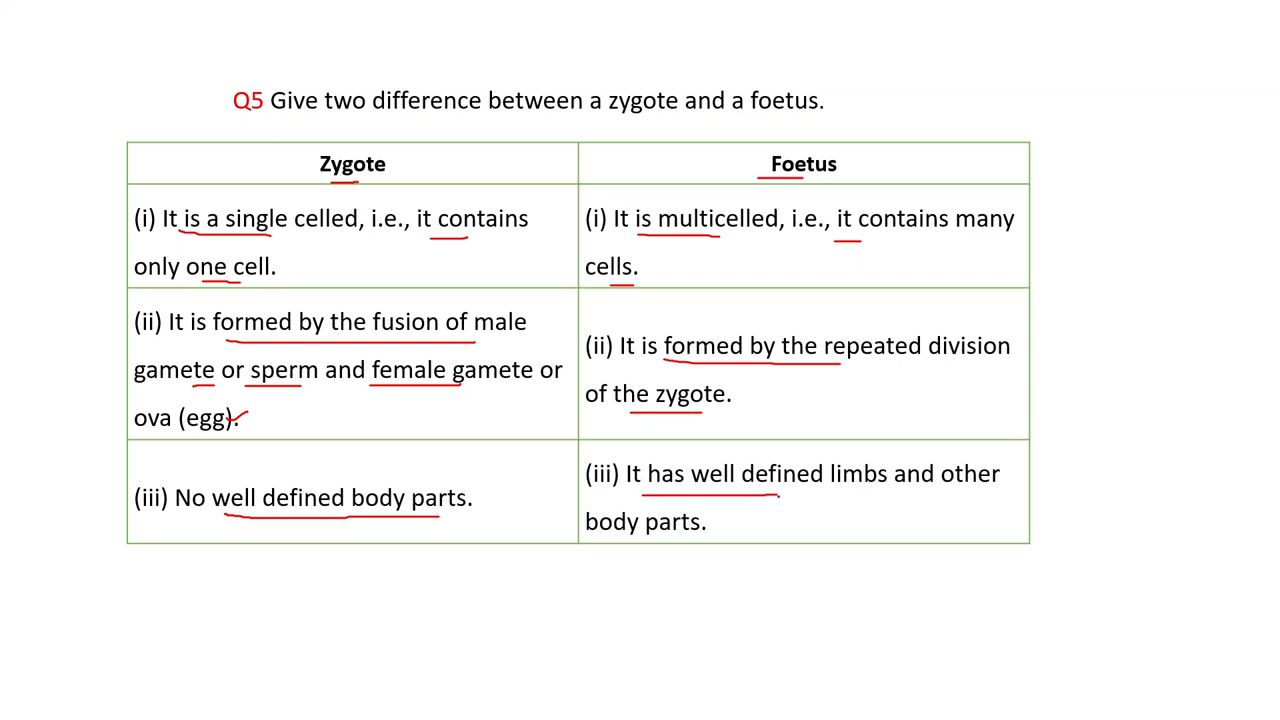 Q5 Give two difference between a zygote and a foetus.
Zygote
Foetus
(i) It is a single celled, i.e., it contains
only one cell.
(i) It is multicelled, i.e., it contains many
cells.
(ii) It is formed by the fusion of male
gamete or sperm and female gamete or
ova (egg).
(ii) It is formed by the repeated division
of the zygote.
(iii) No well defined body parts.
(iii) It has well defined limbs and other
body parts.